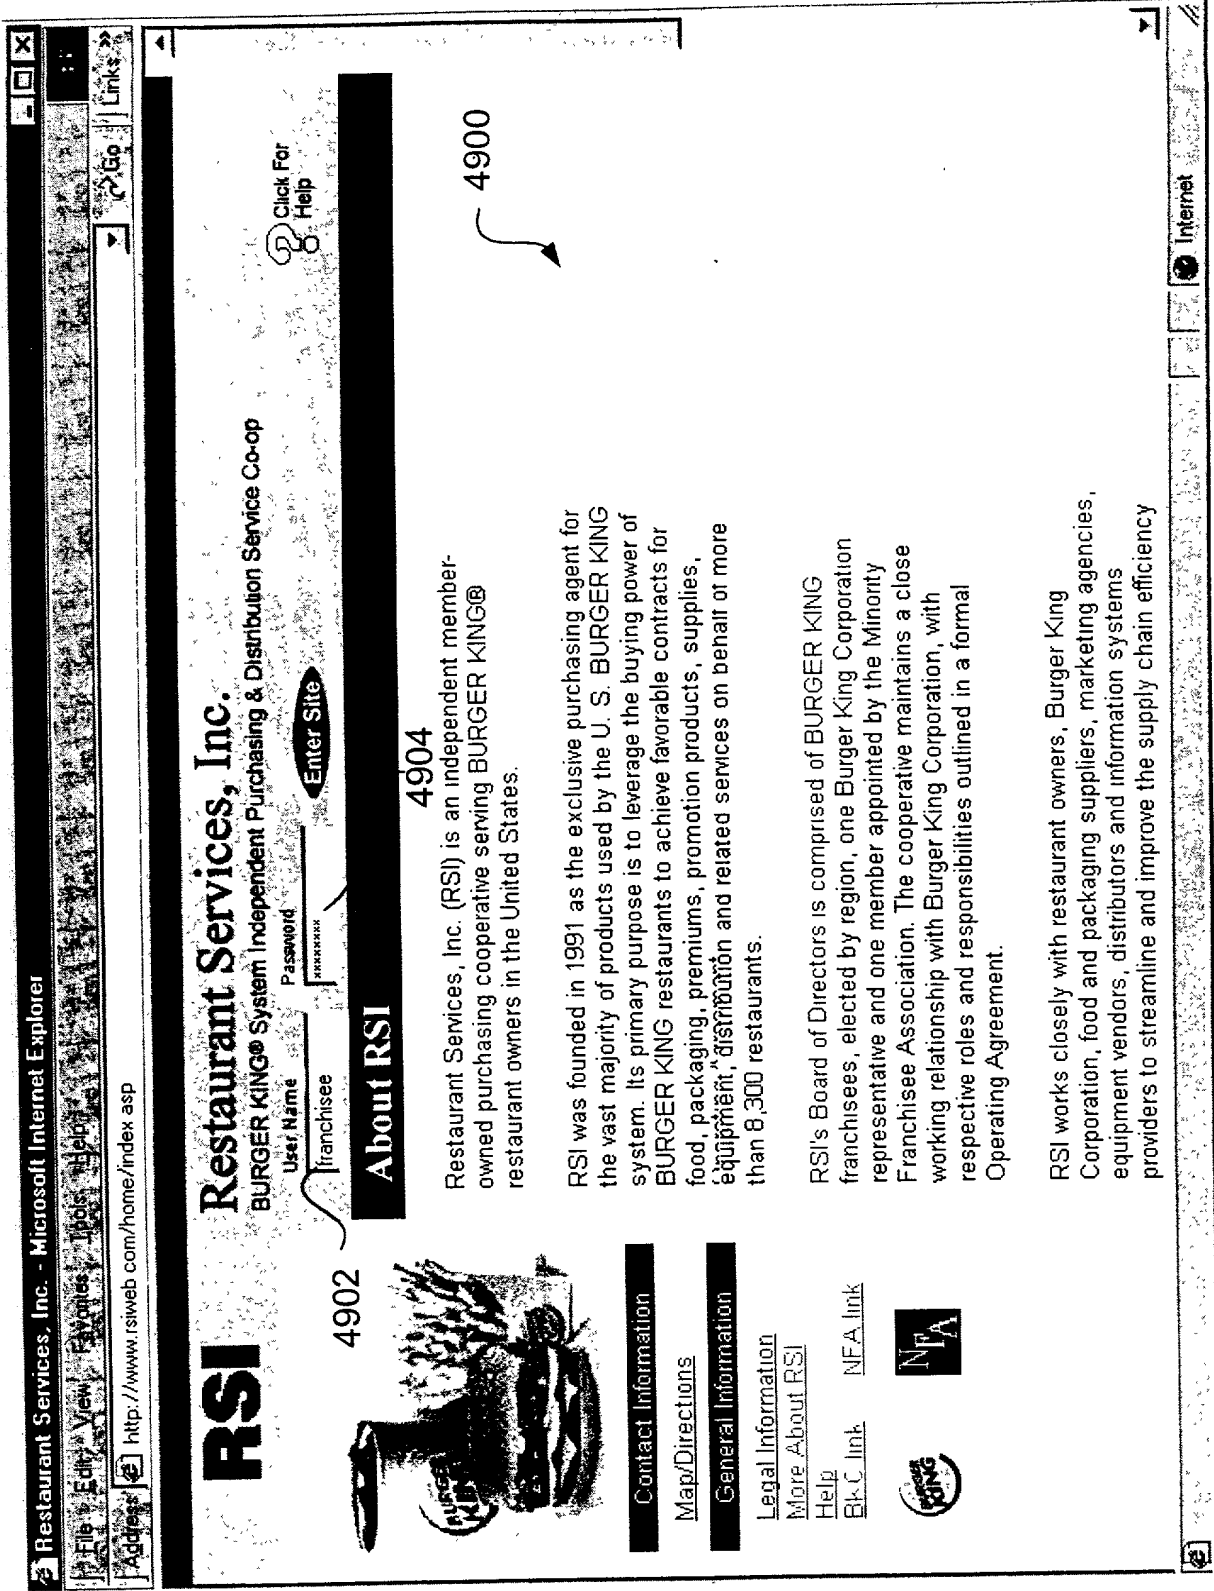 Restaurant Services, Inc. - Microsoft Internet Explorer
File Edit View Favorites Tools Help
Address http://www.rsiweb com/home/index asp
Go Links »
RSI
Restaurant Services, Inc.
BURGER KING® System Independent Purchasing & Distribution Service Co-op
User Name
Password
franchisee
xxxxxxxx
Enter Site
Click For
Help
4902
4904
4900
About RSI
BURGER
KING
Contact Information
Map/Directions
General Information
Legal Information
More About RSI
Help
BKC link NFA link
BURGER
KING
NFA
Restaurant Services, Inc. (RSI) is an independent member-
owned purchasing cooperative serving BURGER KING®
restaurant owners in the United States.
RSI was founded in 1991 as the exclusive purchasing agent for
the vast majority of products used by the U. S. BURGER KING
system. Its primary purpose is to leverage the buying power of
BURGER KING restaurants to achieve favorable contracts for
food, packaging, premiums, promotion products, supplies,
equipment, distribution and related services on behalf of more
than 8,300 restaurants.
RSI's Board of Directors is comprised of BURGER KING
franchisees, elected by region, one Burger King Corporation
representative and one member appointed by the Minority
Franchisee Association. The cooperative maintains a close
working relationship with Burger King Corporation, with
respective roles and responsibilities outlined in a formal
Operating Agreement.
RSI works closely with restaurant owners, Burger King
Corporation, food and packaging suppliers, marketing agencies,
equipment vendors, distributors and information systems
providers to streamline and improve the supply chain efficiency
Internet